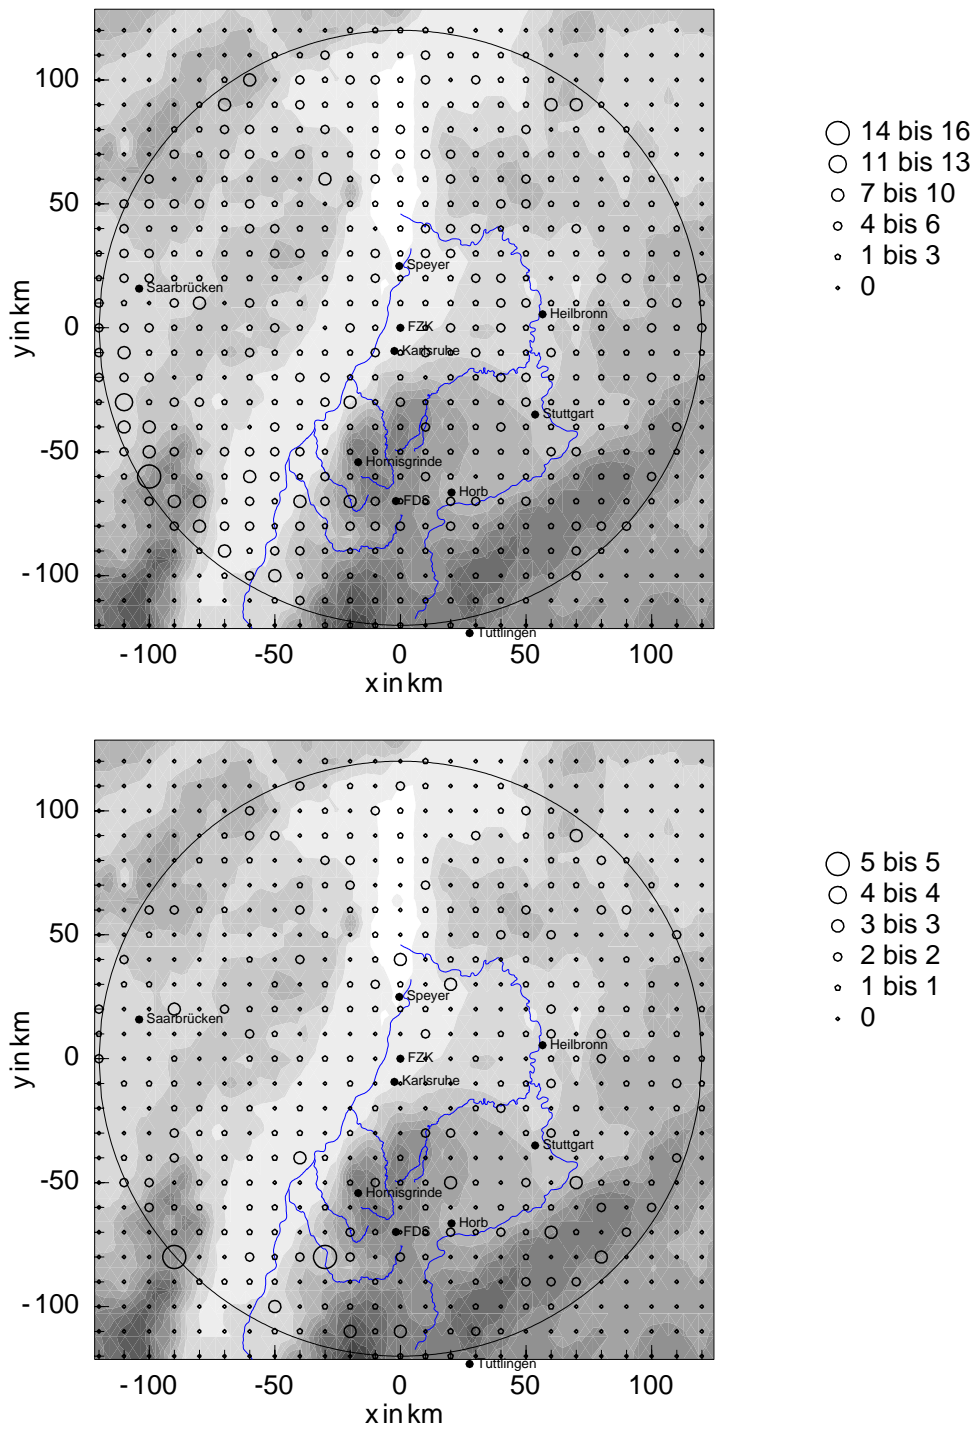 100
50
0
-50
-100
y in km
-100
-50
0
50
100
x in km
Speyer
Saarbrücken
Heilbronn
FZK
Karlsruhe
Stuttgart
Hornisgrinde
Horb
FDS
Tuttlingen
14 bis 16
11 bis 13
7 bis 10
4 bis 6
1 bis 3
0
100
50
0
-50
-100
y in km
-100
-50
0
50
100
x in km
Speyer
Saarbrücken
Heilbronn
FZK
Karlsruhe
Stuttgart
Hornisgrinde
Horb
FDS
Tuttlingen
5 bis 5
4 bis 4
3 bis 3
2 bis 2
1 bis 1
0